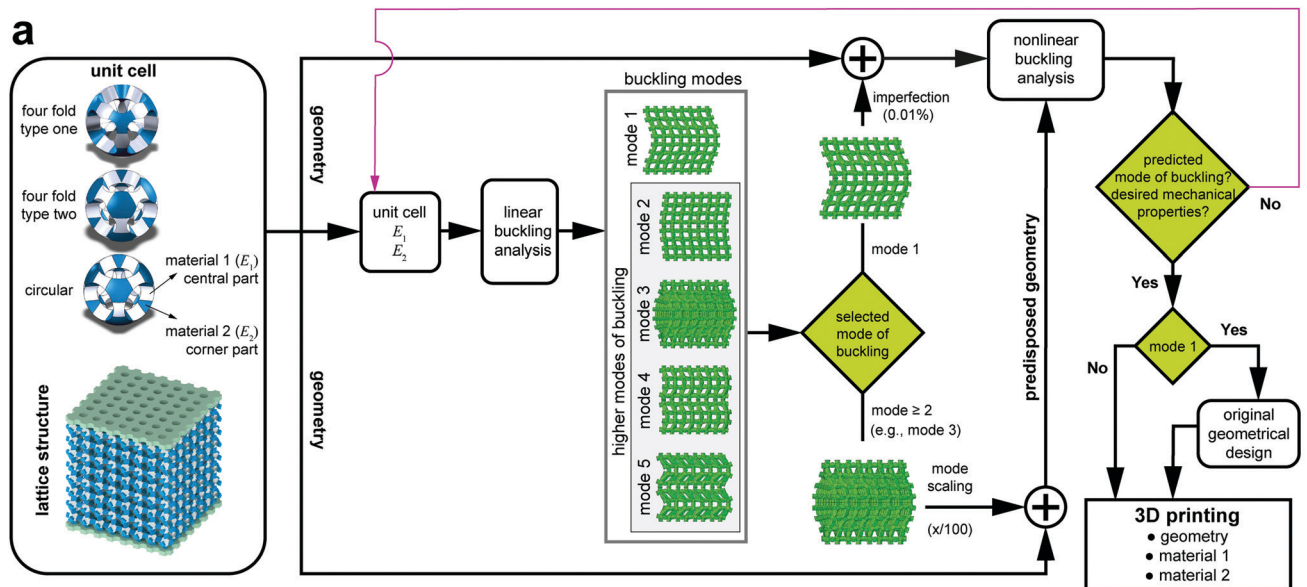 a
unit cell
four fold
type one
four fold
type two
circular
material 1 (E1)
central part
material 2 (E2)
corner part
lattice structure
geometry
geometry
unit cell
E1
E2
linear
buckling
analysis
buckling modes
mode 1
higher modes of buckling
mode 2
mode 3
mode 4
mode 5
imperfection
(0.01%)
mode 1
selected
mode of
buckling
mode ≥ 2
(e.g., mode 3)
mode
scaling
(x/100)
predisposed geometry
nonlinear
buckling
analysis
predicted
mode of buckling?
desired mechanical
properties?
No
Yes
mode 1
Yes
No
original
geometrical
design
3D printing
● geometry
● material 1
● material 2